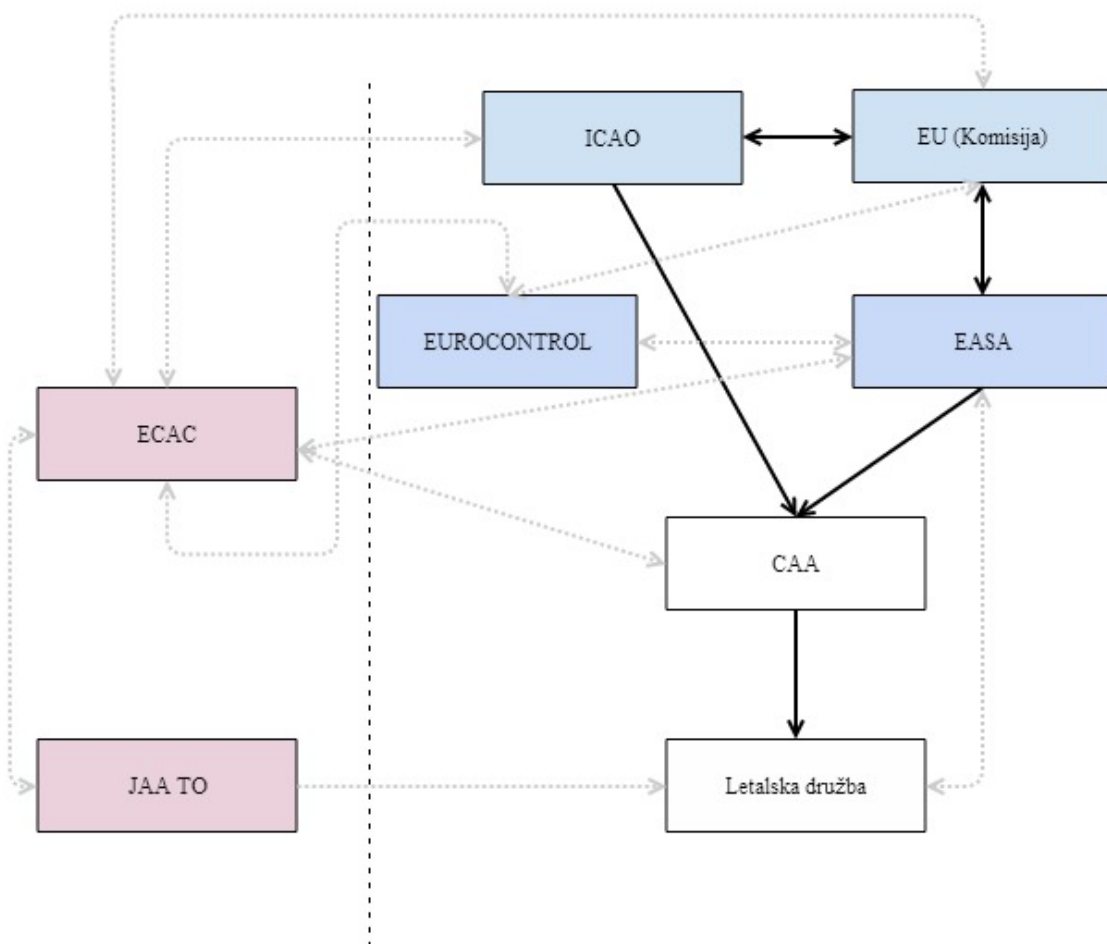 ICAO
EU (Komisija)
EUROCONTROL
EASA
ECAC
CAA
JAA TO
Letalska družba